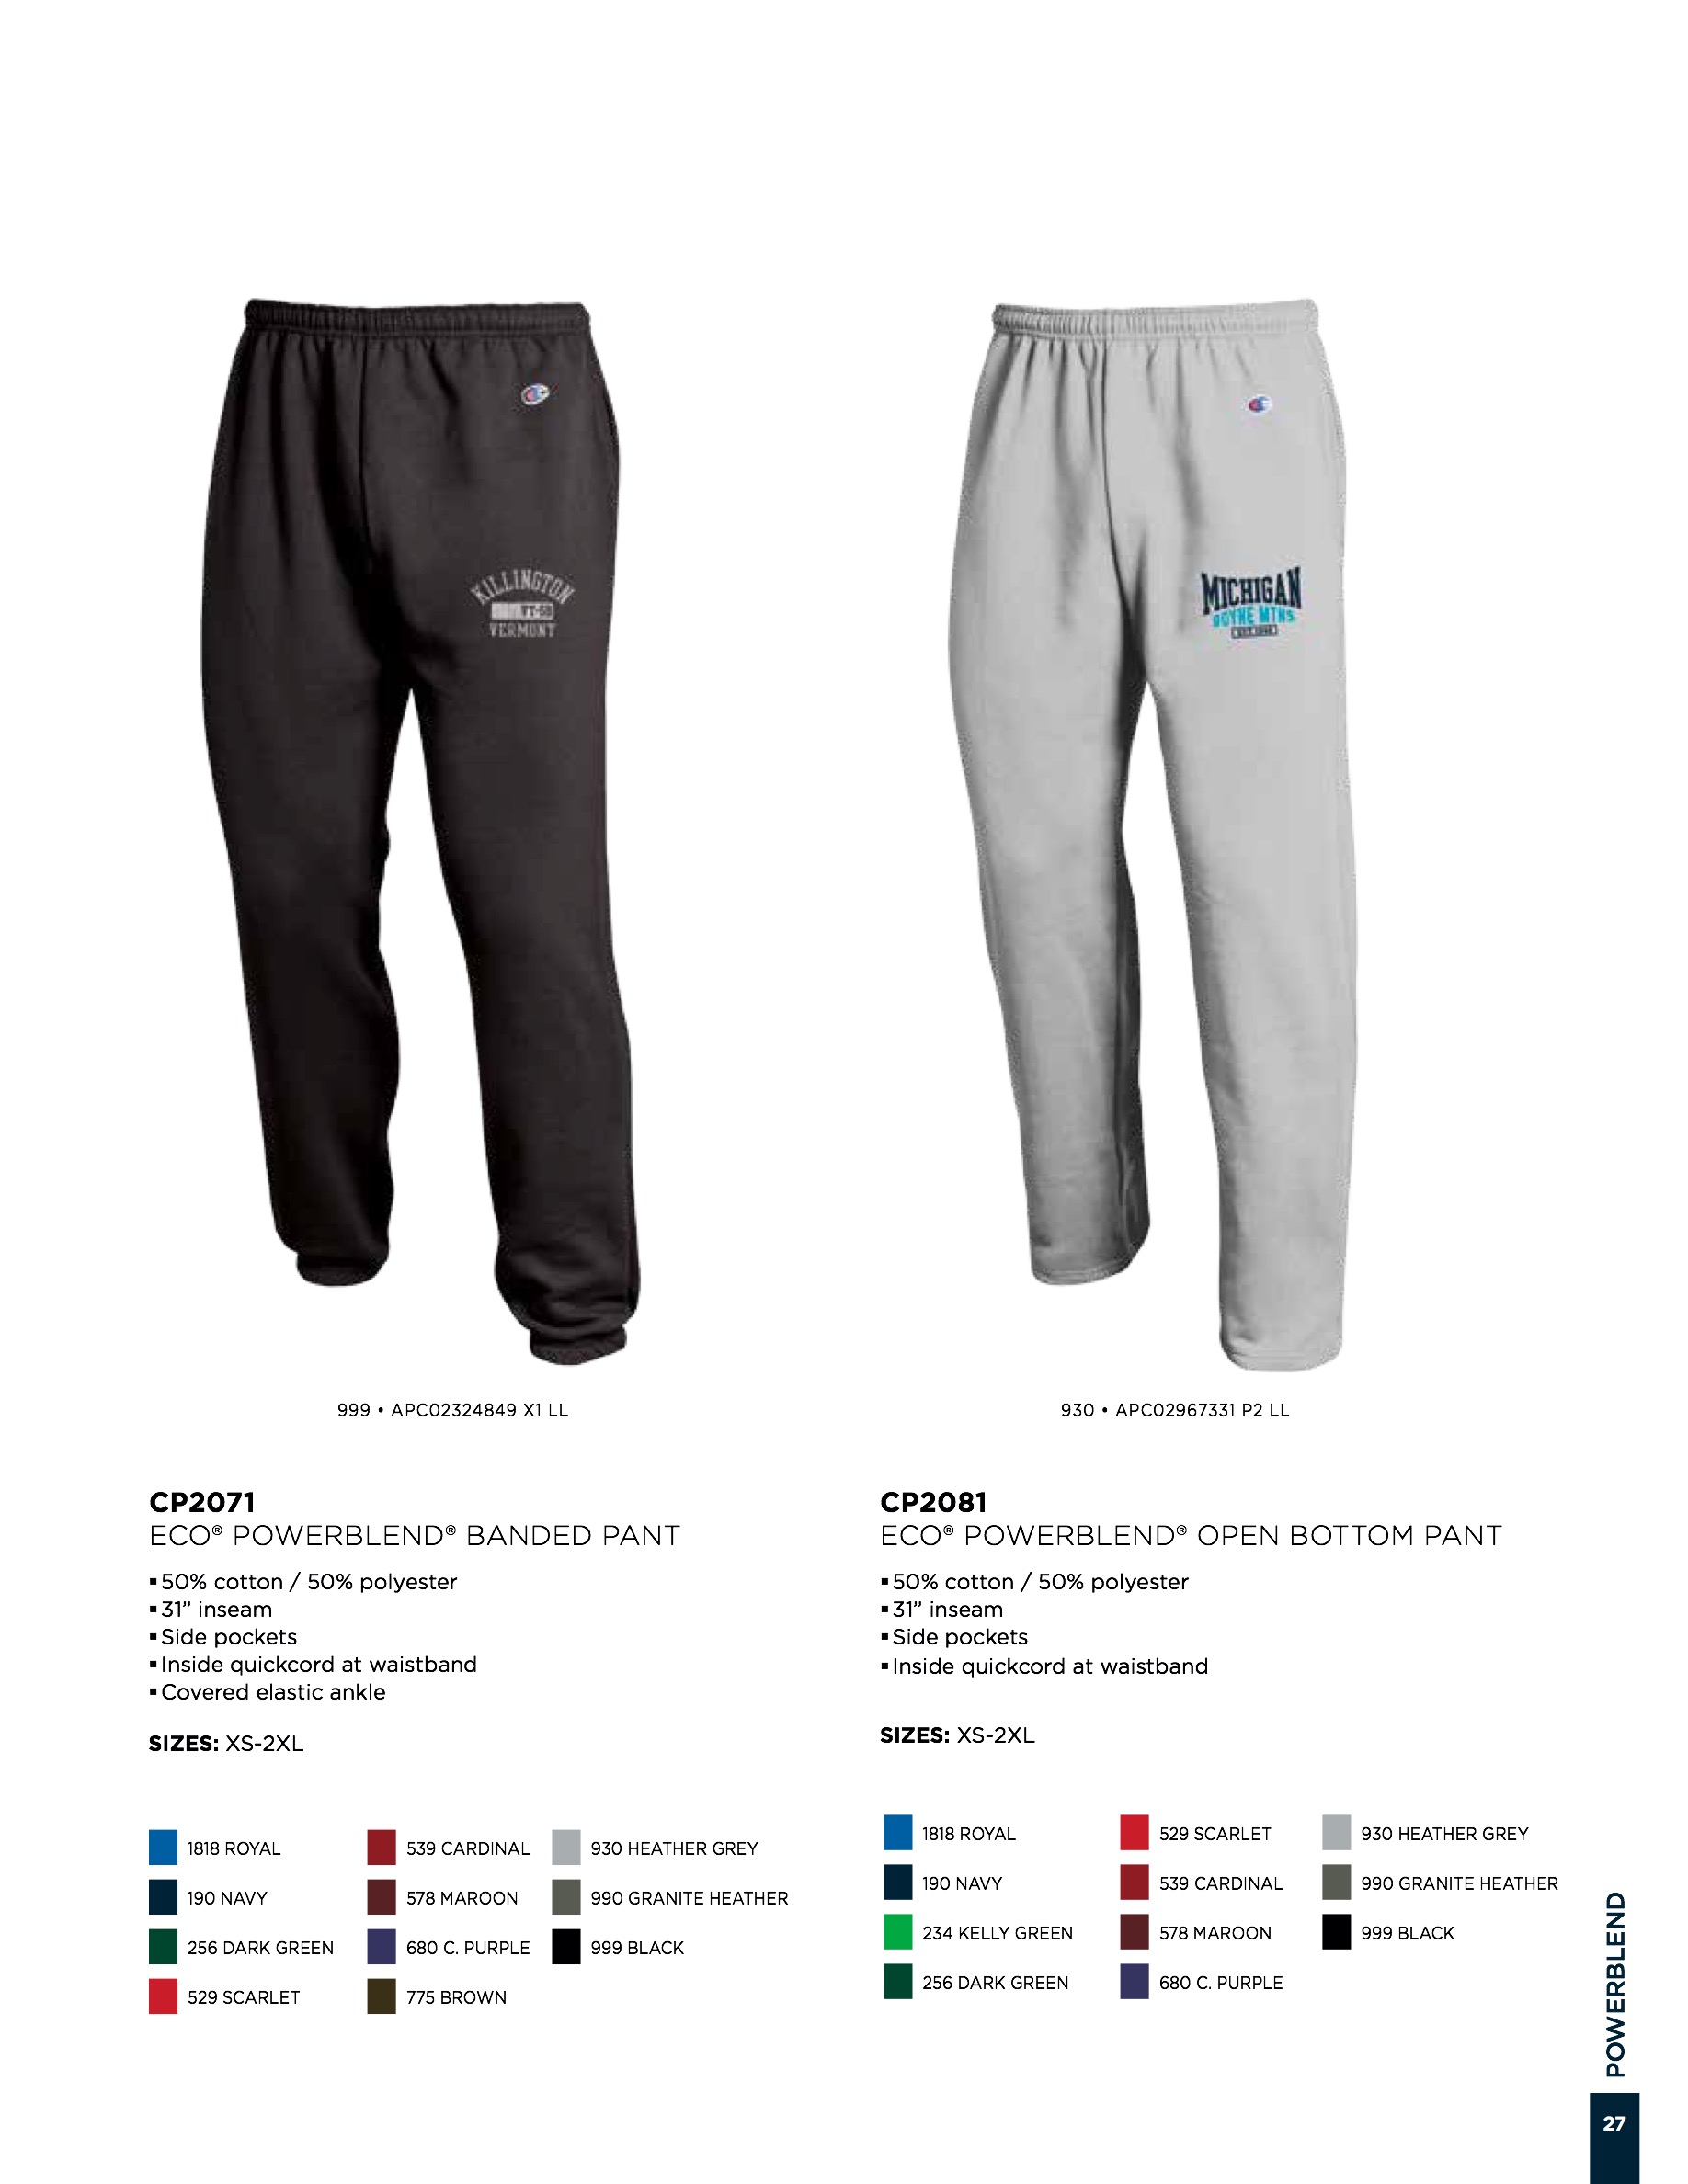 KILLINGTON
VT-58
VERMONT
MICHIGAN
BOYNE MTNS
999 • APC02324849 X1 LL
930 • APC02967331 P2 LL
CP2071
ECO® POWERBLEND® BANDED PANT
▪ 50% cotton / 50% polyester
▪ 31” inseam
▪ Side pockets
▪ Inside quickcord at waistband
▪ Covered elastic ankle
SIZES: XS-2XL
1818 ROYAL
190 NAVY
256 DARK GREEN
529 SCARLET
539 CARDINAL
578 MAROON
680 C. PURPLE
775 BROWN
930 HEATHER GREY
990 GRANITE HEATHER
999 BLACK
CP2081
ECO® POWERBLEND® OPEN BOTTOM PANT
▪ 50% cotton / 50% polyester
▪ 31” inseam
▪ Side pockets
▪ Inside quickcord at waistband
SIZES: XS-2XL
1818 ROYAL
190 NAVY
234 KELLY GREEN
256 DARK GREEN
529 SCARLET
539 CARDINAL
578 MAROON
680 C. PURPLE
930 HEATHER GREY
990 GRANITE HEATHER
999 BLACK
POWERBLEND
27